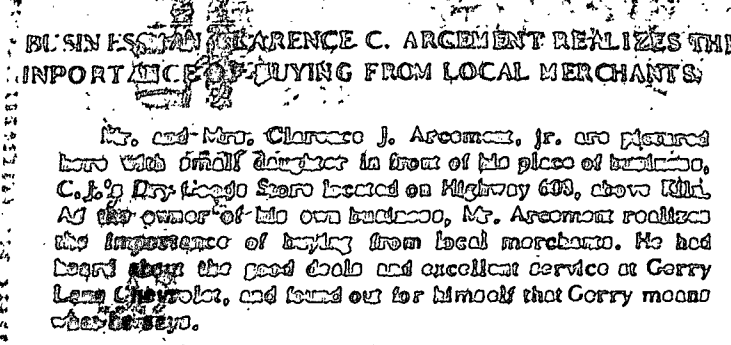 BUSINESSMAN CLARENCE C. ARCEMENT REALIZES THE
INPORTANCE OF BUYING FROM LOCAL MERCHANTS.
Mr. and Mrs. Clarence J. Arcement, jr. are pictured
here with small daughter in front of his place of business,
C.J.'s Dry Goods Store located on Highway 603, above Kiln.
As the owner of his own business, Mr. Arcement realizes
the importance of buying from local merchants. He had
heard about the good deals and excellent service at Gerry
Lane Chevrolet, and found out for himself that Gerry means
what he says.